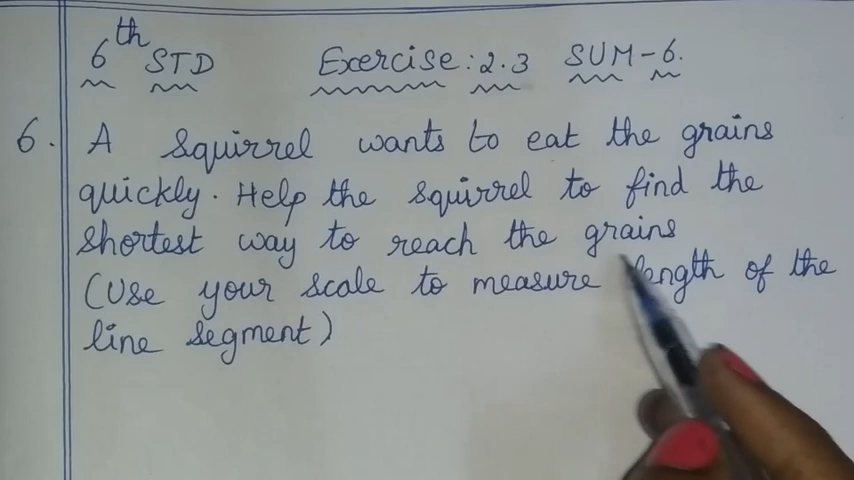 6th STD Exercise: 2.3 SUM-6.
6. A squirrel wants to eat the grains
quickly. Help the squirrel to find the
shortest way to reach the grains
(Use your scale to measure length of the
line segment)